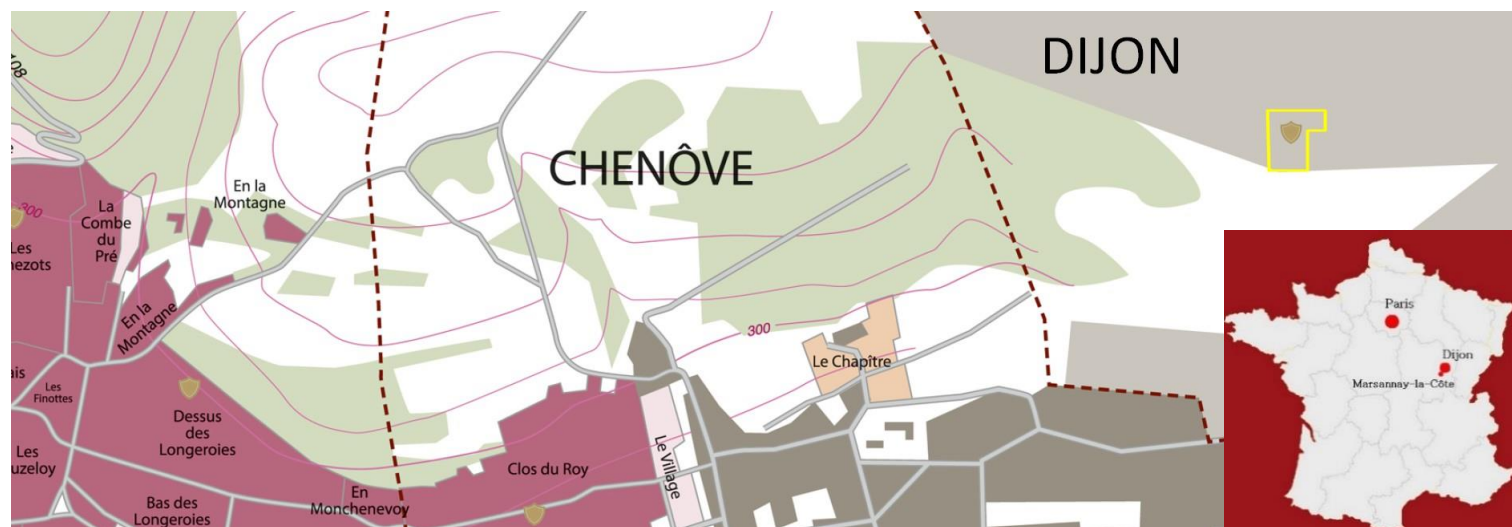 DIJON
108
CHENÔVE
En la
Montagne
300
La
Combe
du
Pré
Les
En la
Montagne
300
Le Chapître
Les
Finottes
Dessus
des
Longeroies
Les
Clos du Roy
Le Village
En
Monchenevoy
Bas des
Longeroies
Paris
Dijon
Marsannay-la-Côte